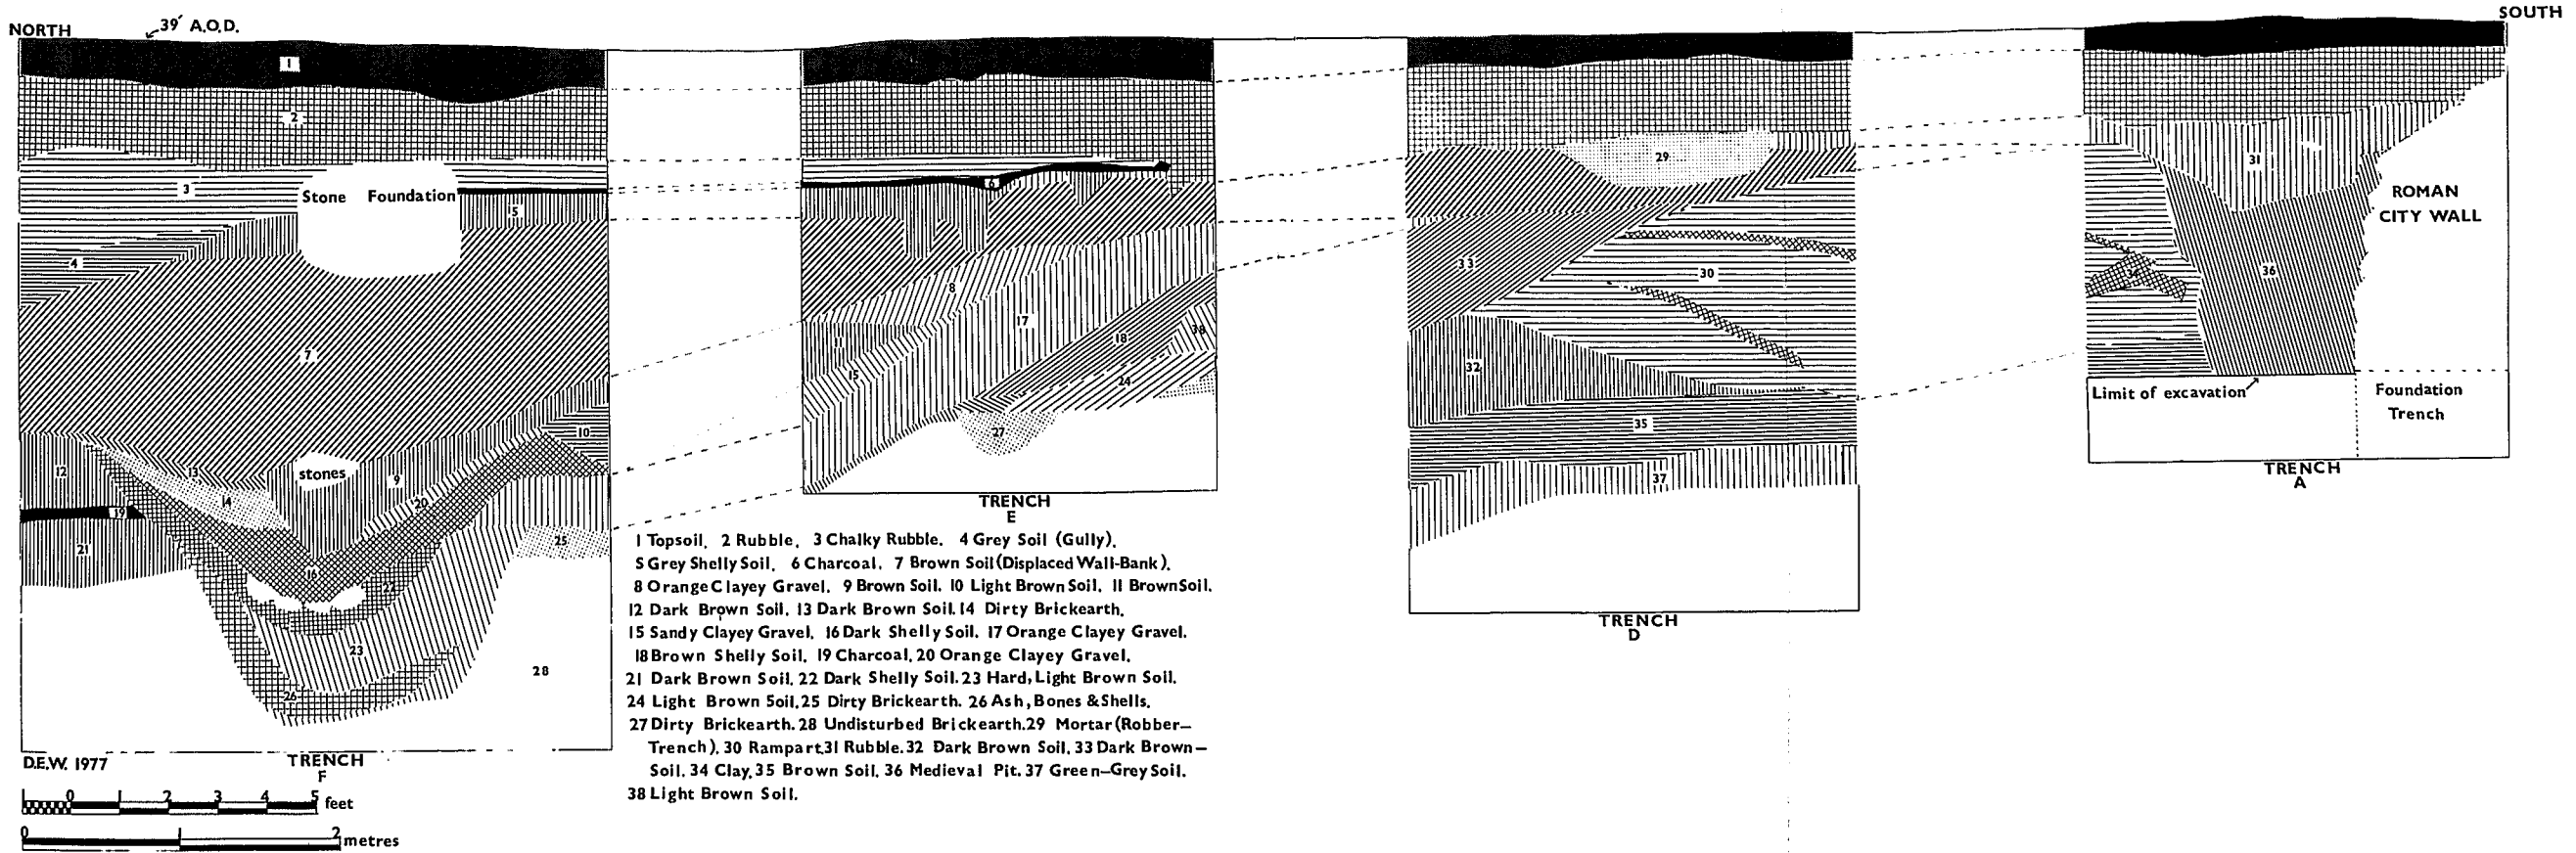 NORTH
39' A.O.D.
SOUTH
1
2
3
Stone Foundation
5
4
7
12
13
14
stones
9
10
20
19
21
16
22
25
23
26
28
6
8
11
15
17
18
38
24
27
TRENCH
E
29
33
30
32
35
37
TRENCH
D
31
ROMAN
CITY WALL
34
36
Limit of excavation
Foundation
Trench
TRENCH
A
1 Topsoil, 2 Rubble, 3 Chalky Rubble, 4 Grey Soil (Gully),
5 Grey Shelly Soil, 6 Charcoal, 7 Brown Soil (Displaced Wall-Bank),
8 Orange Clayey Gravel, 9 Brown Soil, 10 Light Brown Soil, 11 Brown Soil,
12 Dark Brown Soil, 13 Dark Brown Soil, 14 Dirty Brickearth,
15 Sandy Clayey Gravel, 16 Dark Shelly Soil, 17 Orange Clayey Gravel,
18 Brown Shelly Soil, 19 Charcoal, 20 Orange Clayey Gravel,
21 Dark Brown Soil, 22 Dark Shelly Soil, 23 Hard, Light Brown Soil,
24 Light Brown Soil, 25 Dirty Brickearth, 26 Ash, Bones & Shells,
27 Dirty Brickearth, 28 Undisturbed Brickearth, 29 Mortar (Robber-
Trench), 30 Rampart, 31 Rubble, 32 Dark Brown Soil, 33 Dark Brown-
Soil, 34 Clay, 35 Brown Soil, 36 Medieval Pit, 37 Green-Grey Soil,
38 Light Brown Soil.
D.E.W. 1977
TRENCH
F
0 1 2 3 4 5 feet
0 1 2 metres